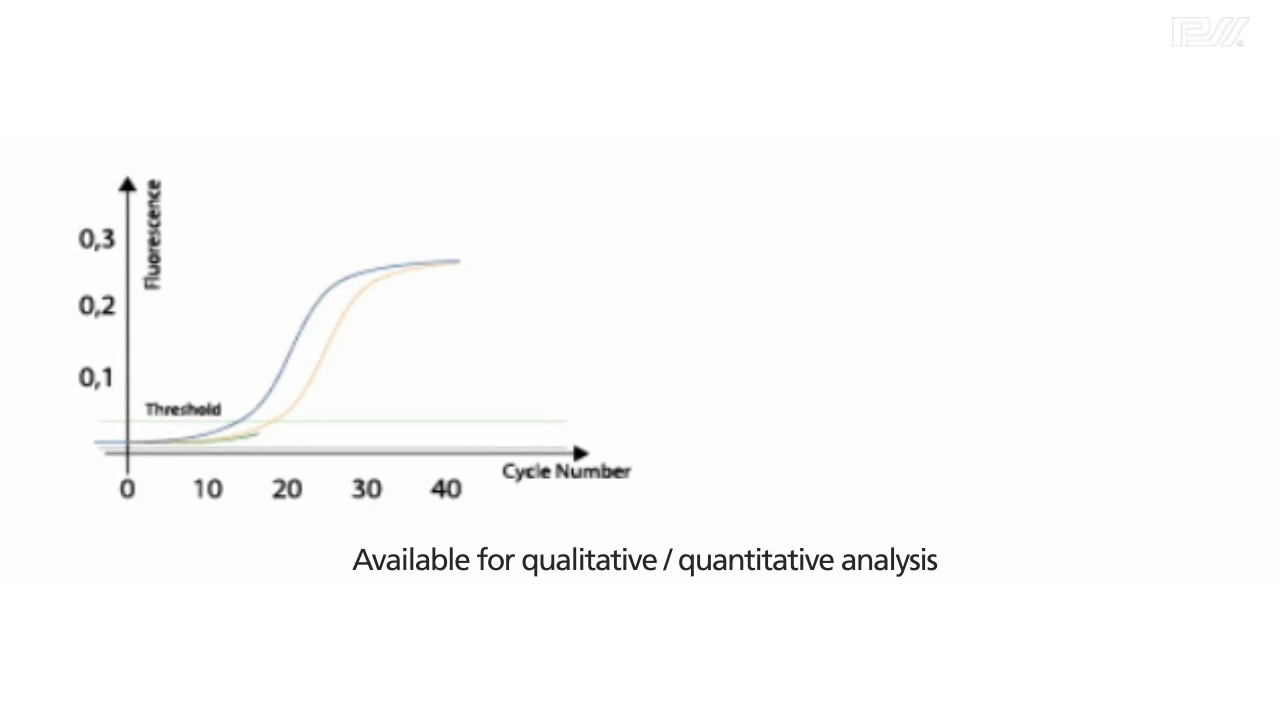 Fluorescence
0,3
0,2
0,1
Threshold
Cycle Number
0 10 20 30 40
Available for qualitative / quantitative analysis